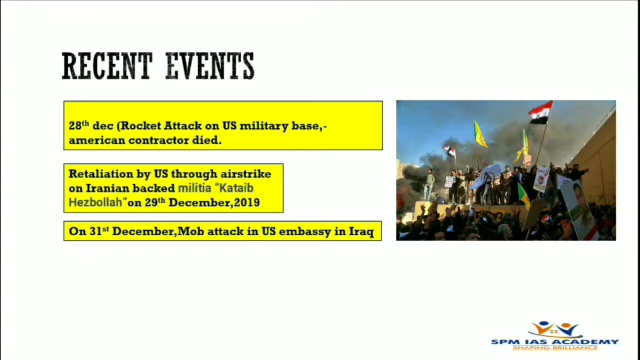 RECENT EVENTS
28th dec (Rocket Attack on US military base,-
american contractor died.
Retaliation by US through airstrike
on Iranian backed militia "Kataib
Hezbollah"on 29th December,2019
On 31st December,Mob attack in US embassy in Iraq
SPM IAS ACADEMY
SHAPING BRILLIANCE